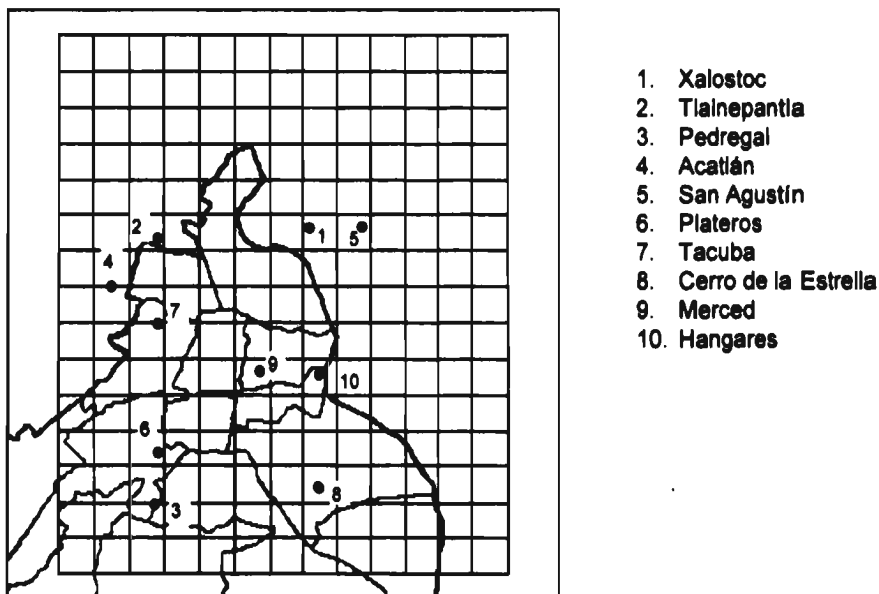 2
1
5
4
7
9
10
6
8
3
1. Xalostoc
2. Tlalnepantla
3. Pedregal
4. Acatlán
5. San Agustín
6. Plateros
7. Tacuba
8. Cerro de la Estrella
9. Merced
10. Hangares